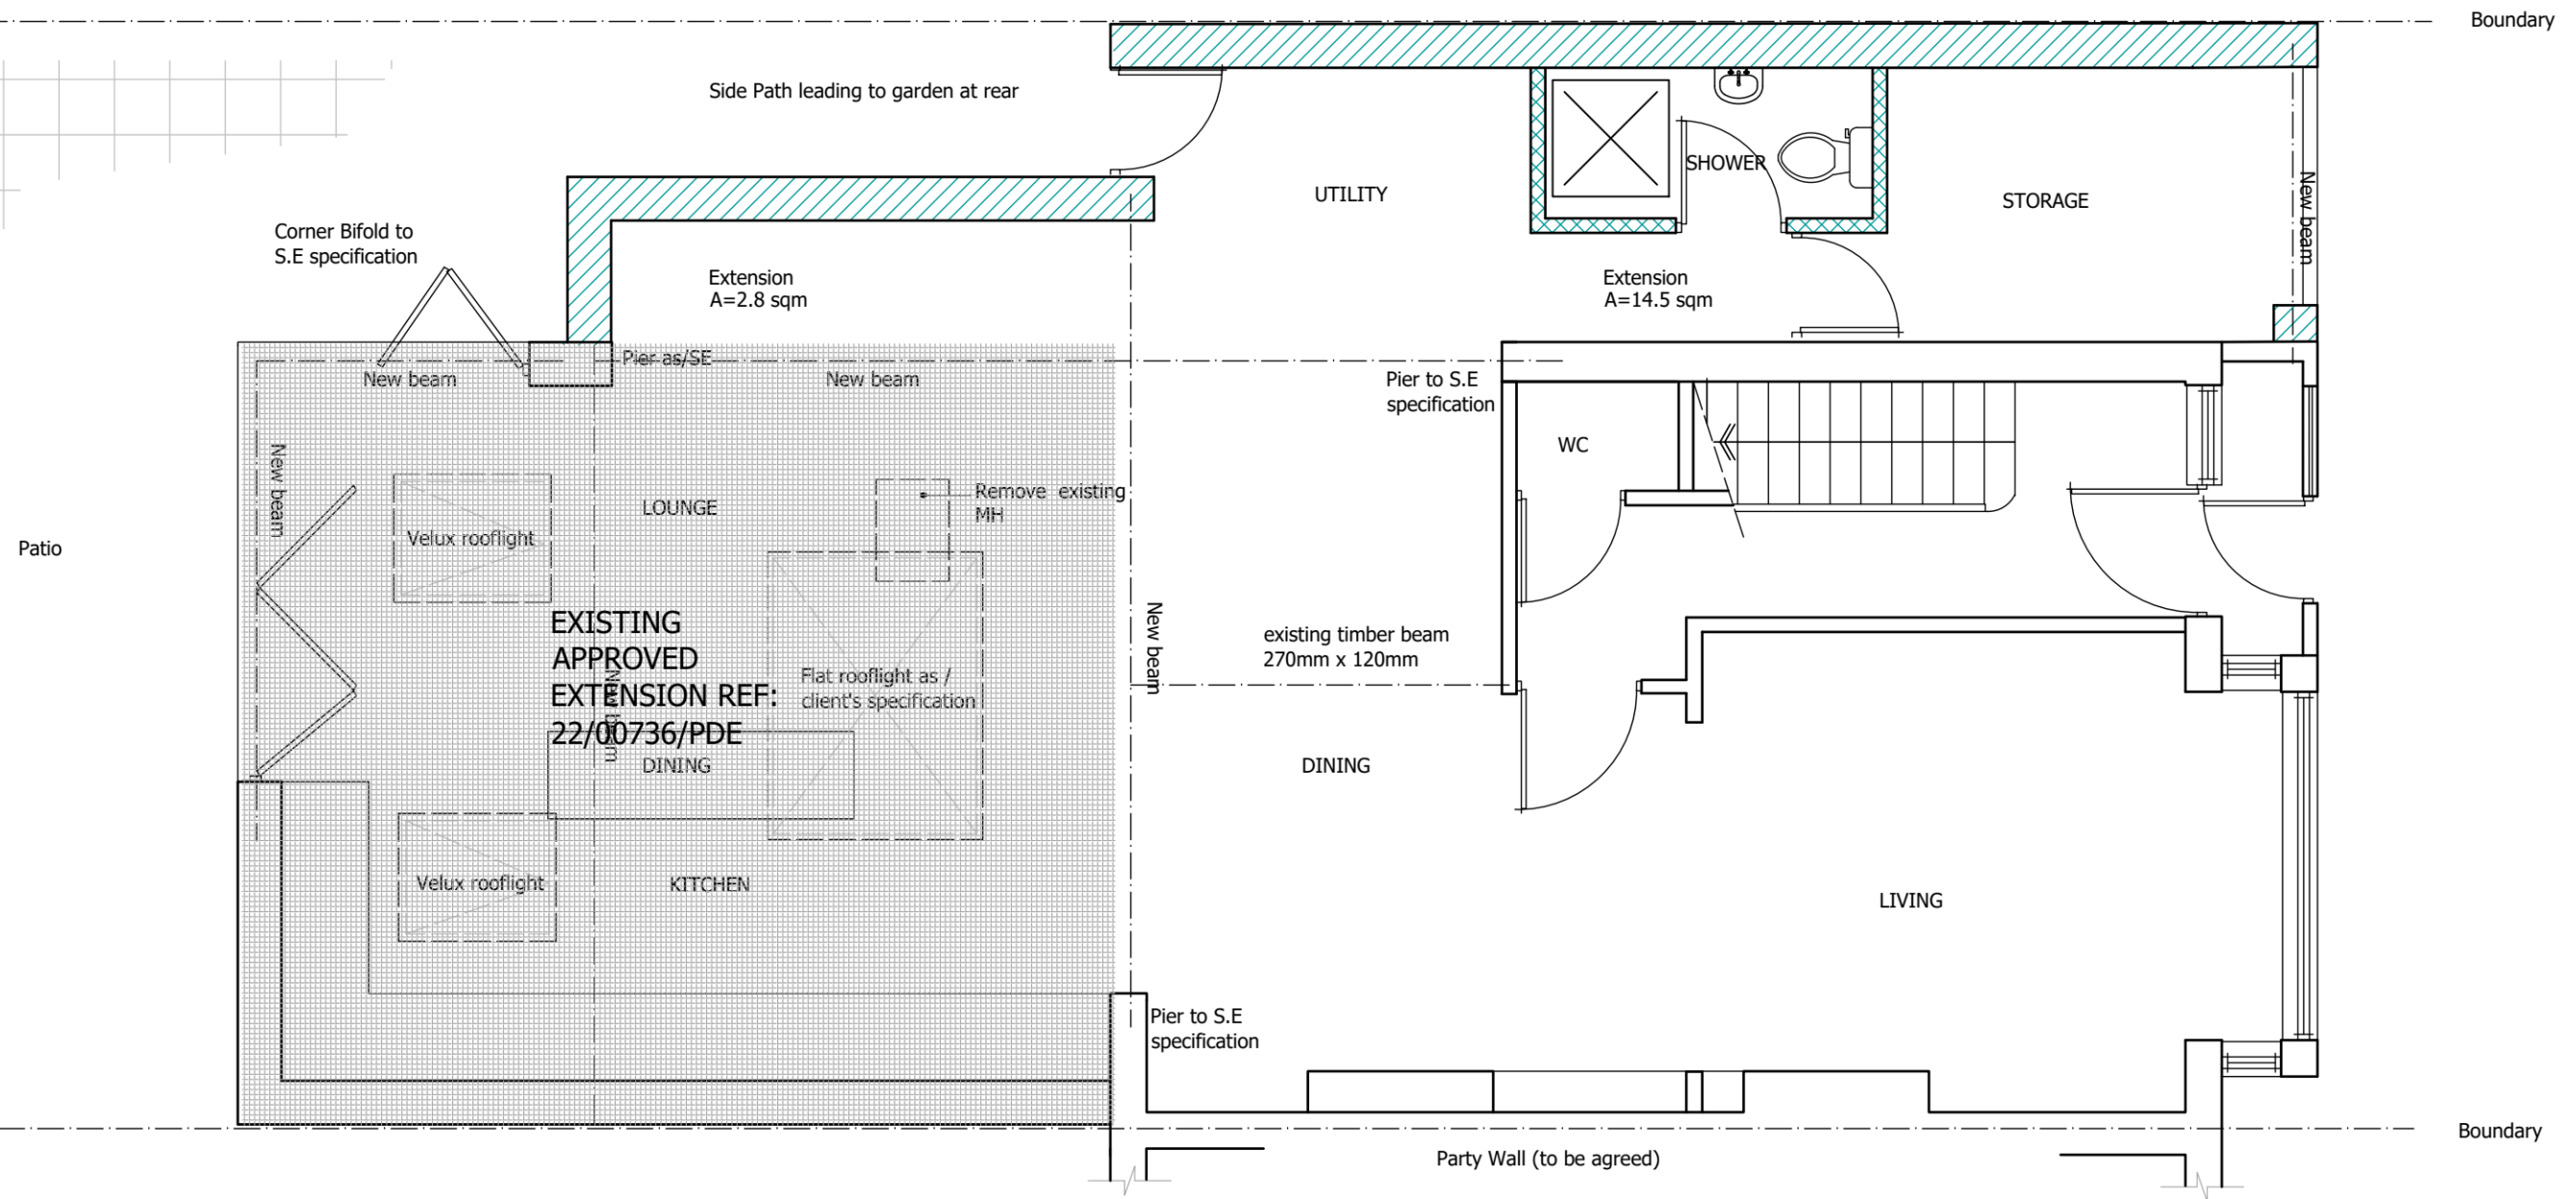 Boundary
Side Path leading to garden at rear
SHOWER
UTILITY
STORAGE
New beam
Corner Bifold to
S.E specification
Extension
A=2.8 sqm
Extension
A=14.5 sqm
Pier as/SE
New beam
New beam
Pier to S.E
specification
WC
New beam
LOUNGE
Remove existing
MH
Velux rooflight
Patio
EXISTING
APPROVED
EXTENSION REF:
22/00736/PDE
New beam
Flat rooflight as /
client's specification
New beam
existing timber beam
270mm x 120mm
DINING
DINING
Velux rooflight
KITCHEN
LIVING
Pier to S.E
specification
Boundary
Party Wall (to be agreed)